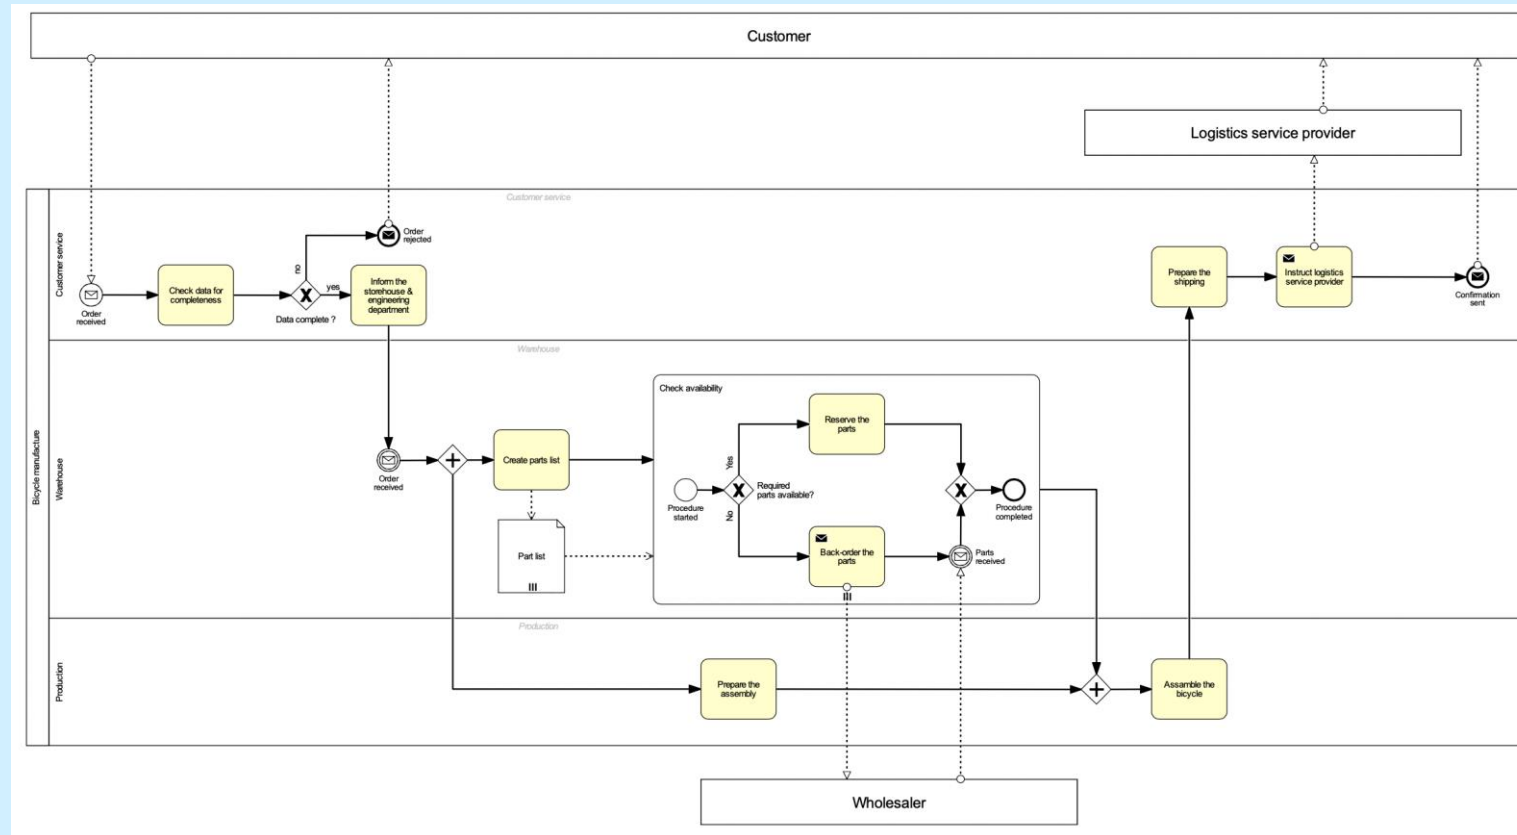 Customer
Logistics service provider
Customer service
Bicycle manufacture
Customer service
Order
received
Check data for
completeness
no
yes
Data complete ?
Order
rejected
Inform the
storehouse &
engineering
department
Prepare the
shipping
Instruct logistics
service provider
Confirmation
sent
Warehouse
Warehouse
Order
received
Create parts list
Part list
Check availability
Procedure
started
Yes
No
Required
parts available?
Reserve the
parts
Back-order the
parts
Parts
received
Procedure
completed
Production
Production
Prepare the
assembly
Assamble the
bicycle
Wholesaler